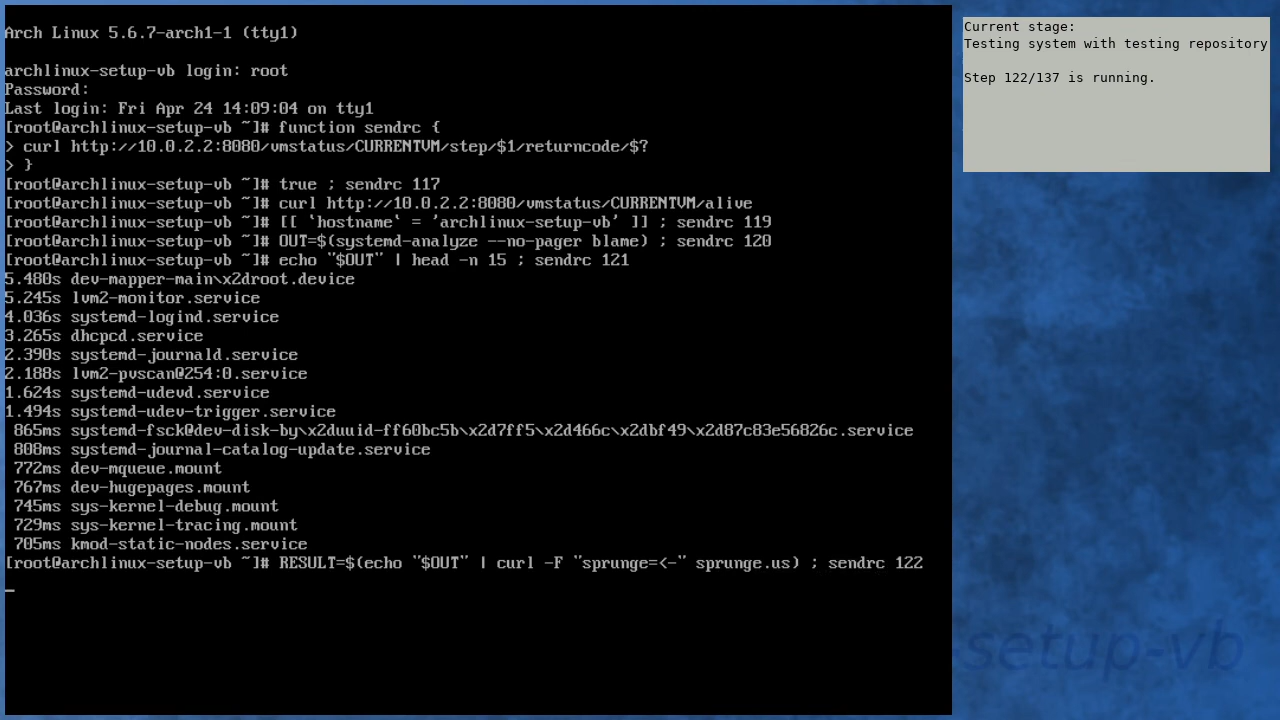 Arch Linux 5.6.7-arch1-1 (tty1)
archlinux-setup-vb login: root
Password:
Last login: Fri Apr 24 14:09:04 on tty1
[root@archlinux-setup-vb ~]# function sendrc {
> curl http://10.0.2.2:8080/vmstatus/CURRENTVM/step/$1/returncode/$?
> }
[root@archlinux-setup-vb ~]# true ; sendrc 117
[root@archlinux-setup-vb ~]# curl http://10.0.2.2:8080/vmstatus/CURRENTVM/alive
[root@archlinux-setup-vb ~]# [[ `hostname` = 'archlinux-setup-vb' ]] ; sendrc 119
[root@archlinux-setup-vb ~]# OUT=$(systemd-analyze --no-pager blame) ; sendrc 120
[root@archlinux-setup-vb ~]# echo "$OUT" | head -n 15 ; sendrc 121
5.480s dev-mapper-main\x2droot.device
5.245s lvm2-monitor.service
4.036s systemd-logind.service
3.265s dhcpcd.service
2.390s systemd-journald.service
2.188s lvm2-pvscan@254:0.service
1.624s systemd-udevd.service
1.494s systemd-udev-trigger.service
865ms systemd-fsck@dev-disk-by\x2duuid-ff60bc5b\x2d7ff5\x2d466c\x2dbf49\x2d87c83e56826c.service
808ms systemd-journal-catalog-update.service
772ms dev-mqueue.mount
767ms dev-hugepages.mount
745ms sys-kernel-debug.mount
729ms sys-kernel-tracing.mount
705ms kmod-static-nodes.service
[root@archlinux-setup-vb ~]# RESULT=$(echo "$OUT" | curl -F "sprunge=<-" sprunge.us) ; sendrc 122
_
Current stage:
Testing system with testing repository
Step 122/137 is running.
-setup-vb